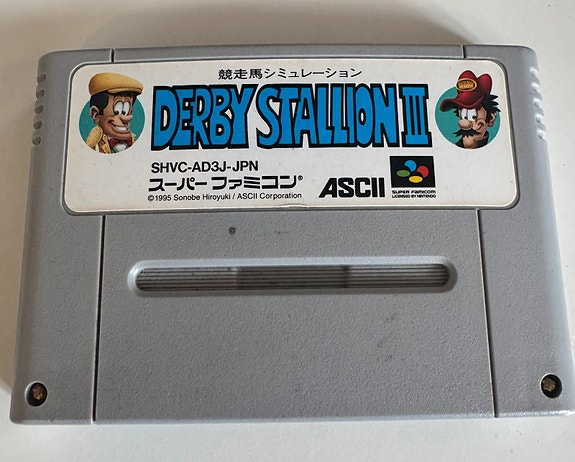 競走馬シミュレーション
DERBY STALLION III
SHVC-AD3J-JPN
スーパーファミコン®
©1995 Sonobe Hiroyuki / ASCII Corporation
ASCII
SUPER FAMICOM
LICENSED BY NINTENDO